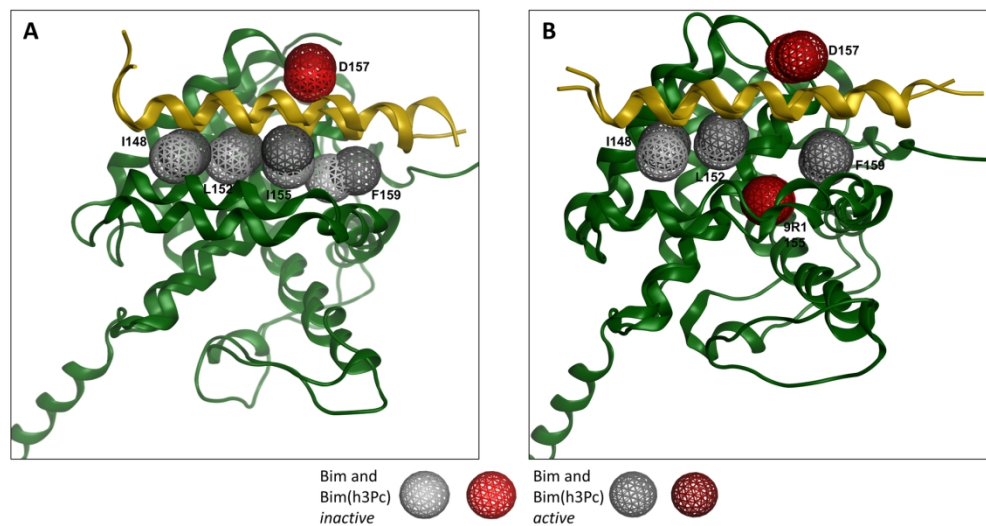 A
D157
I148
L152
I155
F159
B
D157
I148
L152
F159
9R1
155
Bim and
Bim(h3Pc)
inactive
Bim and
Bim(h3Pc)
active